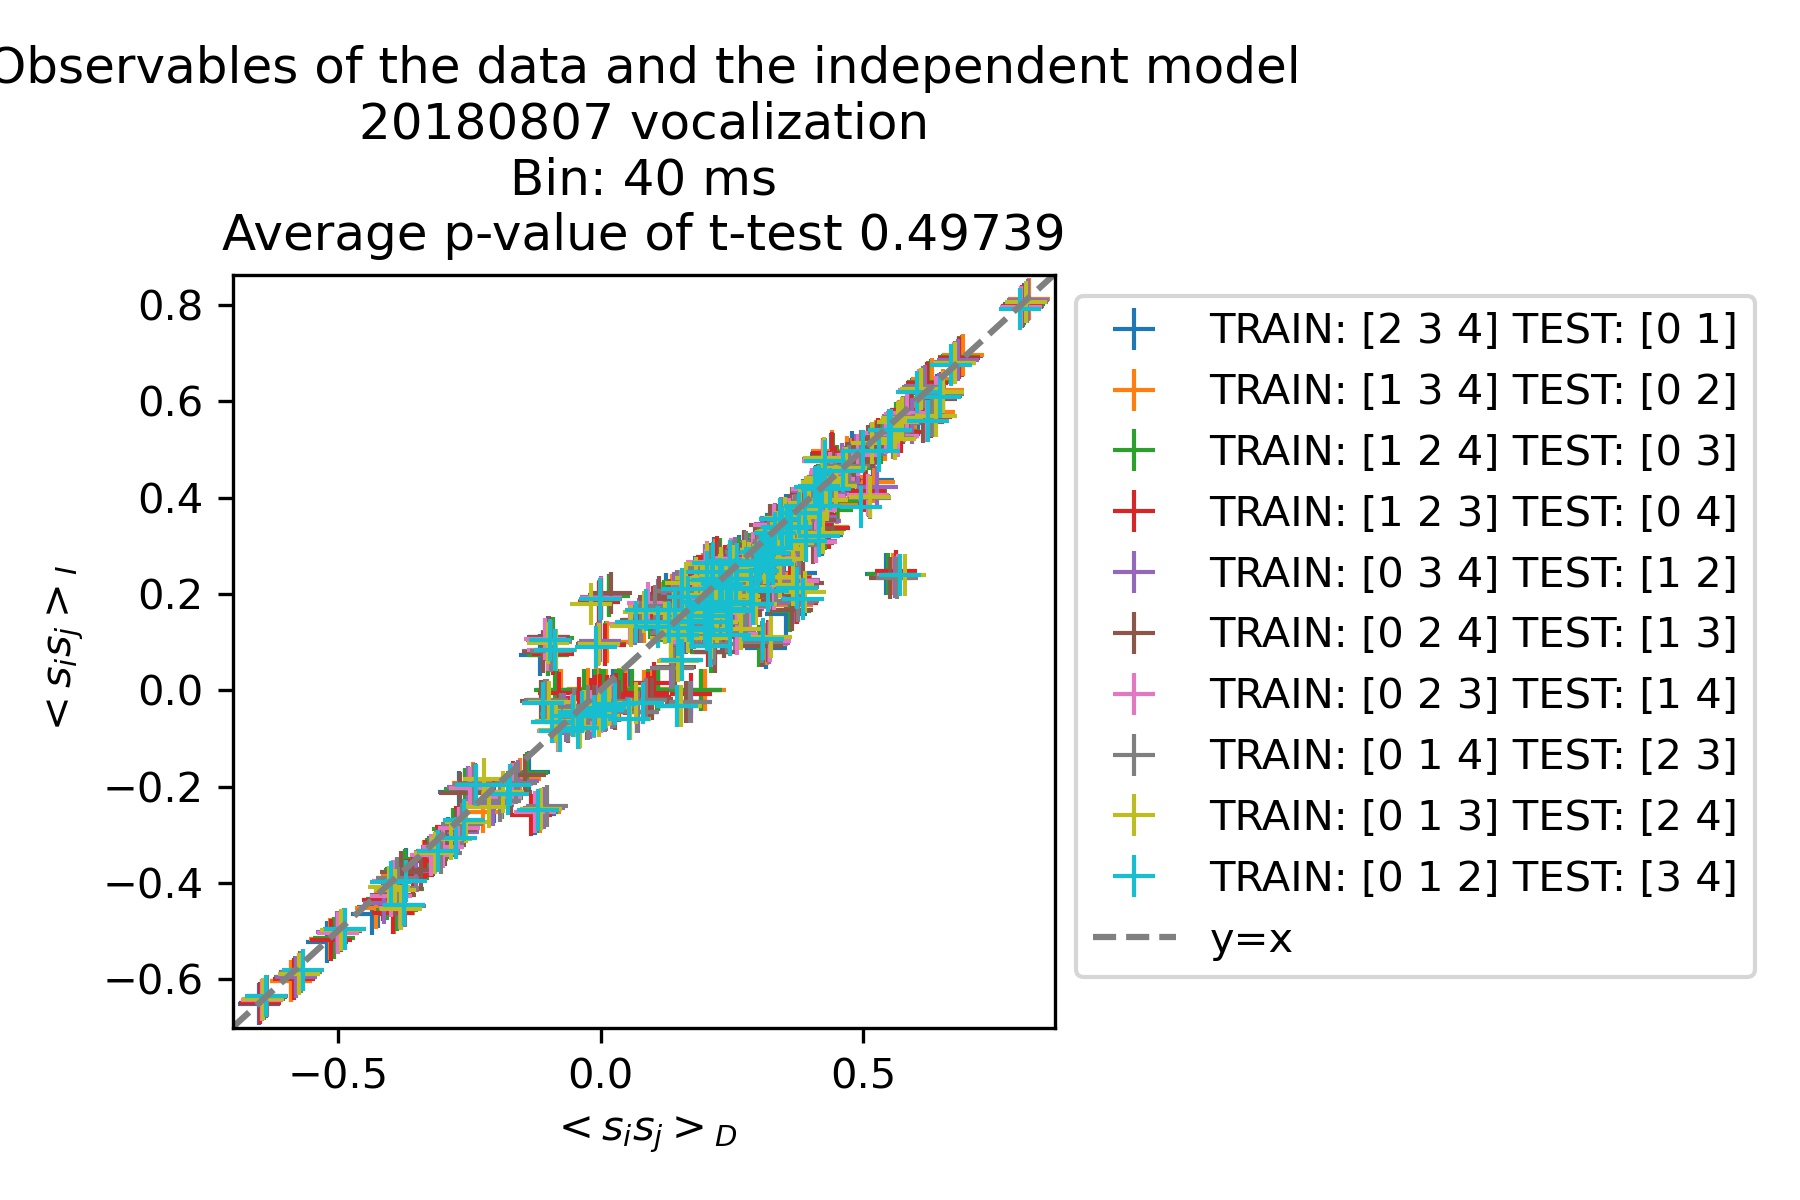 Observables of the data and the independent model
20180807 vocalization
Bin: 40 ms
Average p-value of t-test 0.49739
0.8
0.6
0.4
0.2
0.0
−0.2
−0.4
−0.6
< s_i s_j >_I
−0.5 0.0 0.5
< s_i s_j >_D
TRAIN: [2 3 4] TEST: [0 1]
TRAIN: [1 3 4] TEST: [0 2]
TRAIN: [1 2 4] TEST: [0 3]
TRAIN: [1 2 3] TEST: [0 4]
TRAIN: [0 3 4] TEST: [1 2]
TRAIN: [0 2 4] TEST: [1 3]
TRAIN: [0 2 3] TEST: [1 4]
TRAIN: [0 1 4] TEST: [2 3]
TRAIN: [0 1 3] TEST: [2 4]
TRAIN: [0 1 2] TEST: [3 4]
y=x